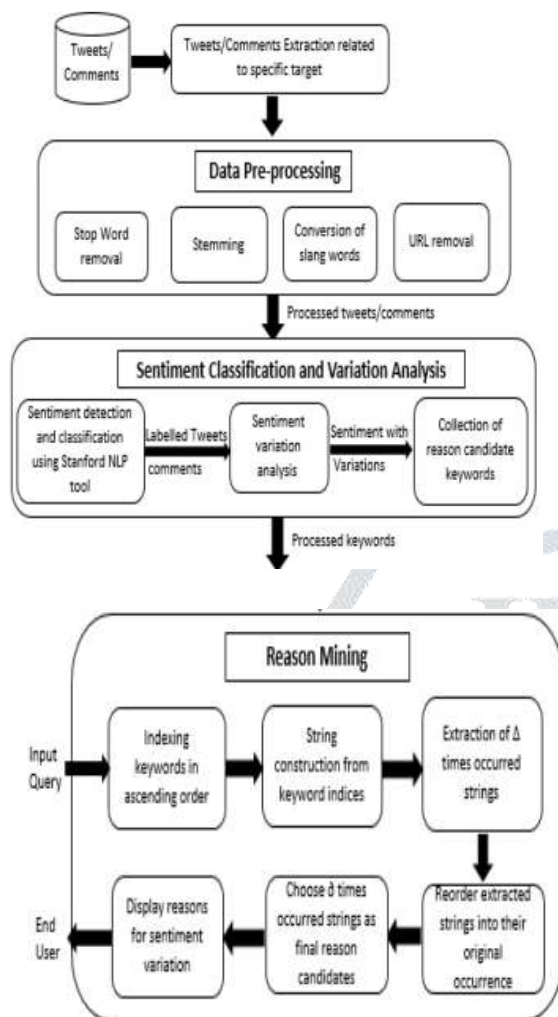 Tweets/
Comments
Tweets/Comments Extraction related
to specific target
Data Pre-processing
Stop Word
removal
Stemming
Conversion of
slang words
URL removal
Processed tweets/comments
Sentiment Classification and Variation Analysis
Sentiment detection
and classification
using Stanford NLP
tool
Labelled Tweets
comments
Sentiment
variation
analysis
Sentiment with
Variations
Collection of
reason candidate
keywords
Processed keywords
Reason Mining
Input
Query
Indexing
keywords in
ascending order
String
construction from
keyword indices
Extraction of Δ
times occurred
strings
Reorder extracted
strings into their
original
occurrence
Choose ∂ times
occurred strings as
final reason
candidates
Display reasons
for sentiment
variation
End
User